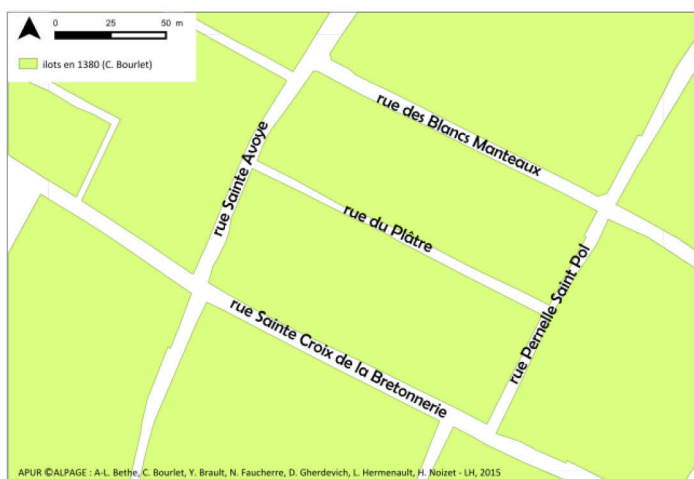 0 25 50 m
ilots en 1380 (C. Bourlet)
rue des Blancs Manteaux
rue Sainte Avoye
rue du Plâtre
rue Pernelle Saint Pol
rue Sainte Croix de la Bretonnerie
APUR ©ALPAGE : A-L. Bethe, C. Bourlet, Y. Brault, N. Faucherre, D. Gherdevich, L. Hermenault, H. Noizet - LH, 2015